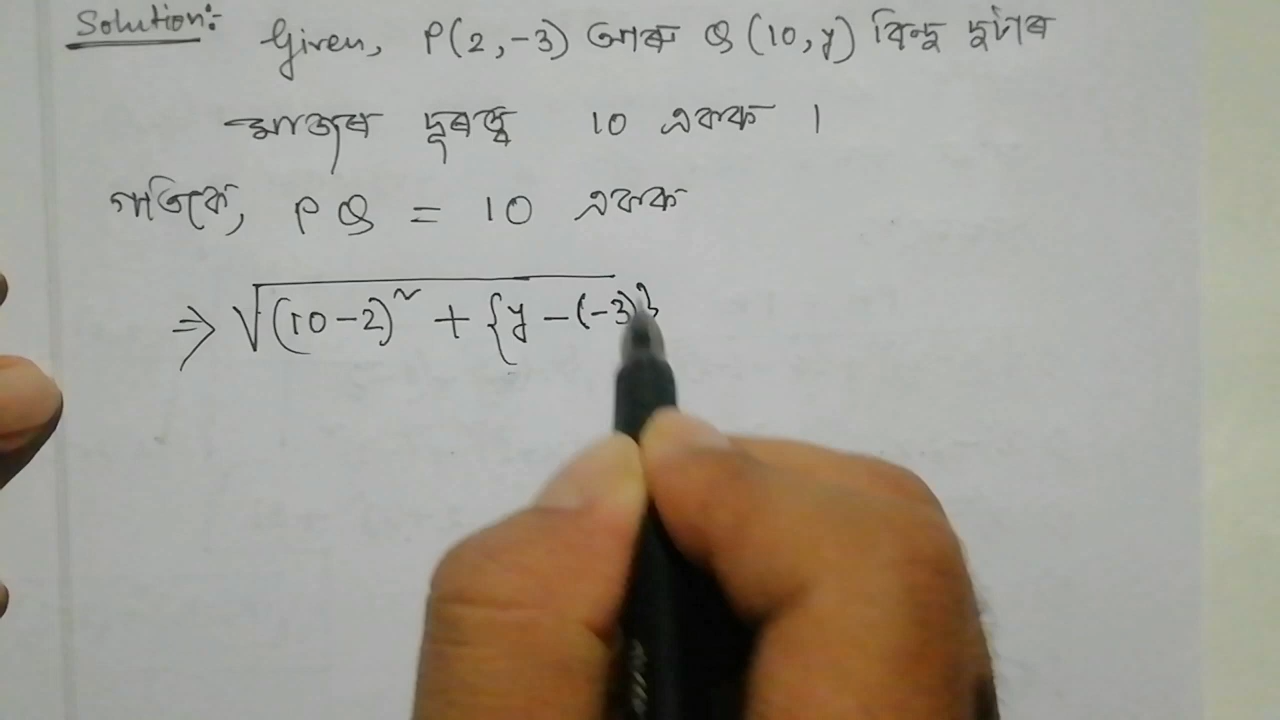 Solution:- Given, P(2,-3) আৰু Q (10, y) বিন্দু দুটাৰ
মাজৰ দূৰত্ব 10 একক ।
গতিকে, PQ = 10 একক
⇒ √(10-2)² + {y-(-3)}